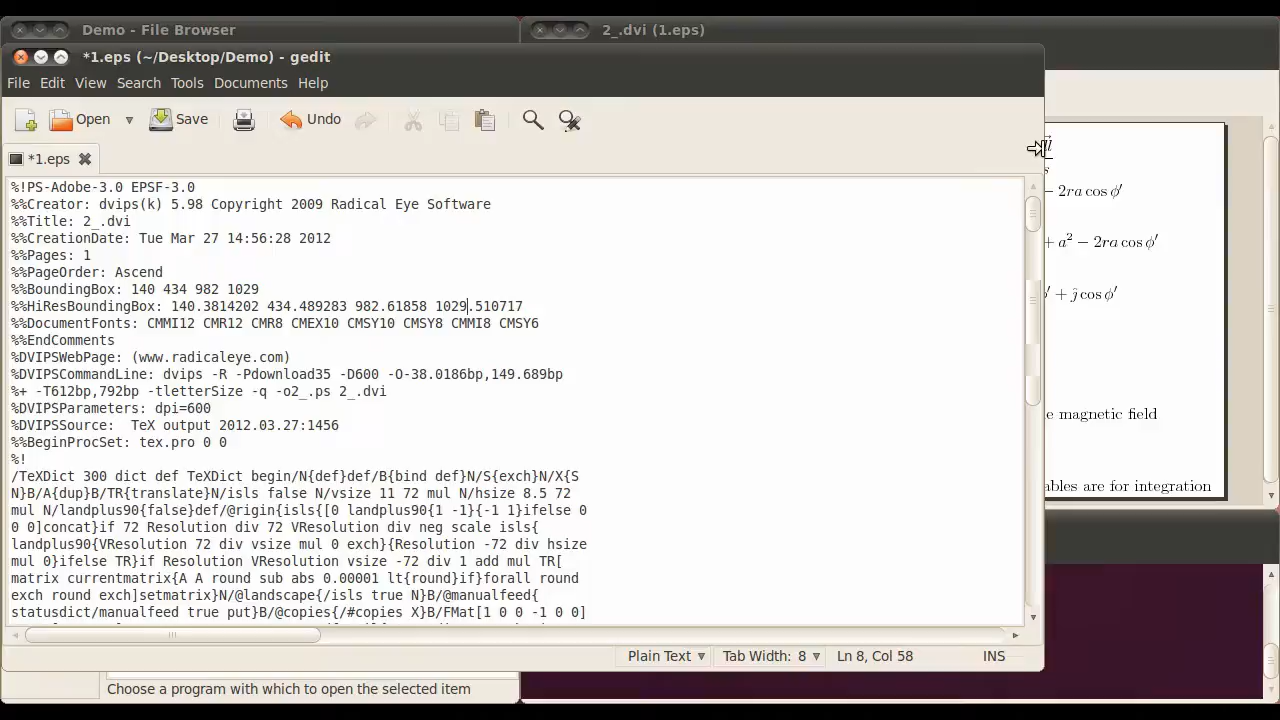 Demo - File Browser
2_.dvi (1.eps)
*1.eps (~/Desktop/Demo) - gedit
File Edit View Search Tools Documents Help
Open Save Undo
*1.eps
%!PS-Adobe-3.0 EPSF-3.0
%%Creator: dvips(k) 5.98 Copyright 2009 Radical Eye Software
%%Title: 2_.dvi
%%CreationDate: Tue Mar 27 14:56:28 2012
%%Pages: 1
%%PageOrder: Ascend
%%BoundingBox: 140 434 982 1029
%%HiResBoundingBox: 140.3814202 434.489283 982.61858 1029.510717
%%DocumentFonts: CMMI12 CMR12 CMR8 CMEX10 CMSY10 CMSY8 CMMI8 CMSY6
%%EndComments
%DVIPSWebPage: (www.radicaleye.com)
%DVIPSCommandLine: dvips -R -Pdownload35 -D600 -O-38.0186bp,149.689bp
%+ -T612bp,792bp -tletterSize -q -o2_.ps 2_.dvi
%DVIPSParameters: dpi=600
%DVIPSSource:  TeX output 2012.03.27:1456
%%BeginProcSet: tex.pro 0 0
%!
/TeXDict 300 dict def TeXDict begin/N{def}def/B{bind def}N/S{exch}N/X{S
N}B/A{dup}B/TR{translate}N/isls false N/vsize 11 72 mul N/hsize 8.5 72
mul N/landplus90{false}def/@rigin{isls{[0 landplus90{1 -1}{-1 1}ifelse 0
0 0]concat}if 72 Resolution div 72 VResolution div neg scale isls{
landplus90{VResolution 72 div vsize mul 0 exch}{Resolution -72 div hsize
mul 0}ifelse TR}if Resolution VResolution vsize -72 div 1 add mul TR[
matrix currentmatrix{A A round sub abs 0.00001 lt{round}if}forall round
exch round exch]setmatrix}N/@landscape{/isls true N}B/@manualfeed{
statusdict/manualfeed true put}B/@copies{/#copies X}B/FMat[1 0 0 -1 0 0]
Plain Text Tab Width: 8 Ln 8, Col 58 INS
s
− 2ra cos ϕ′
+ a² − 2ra cos ϕ′
+ ĵ cos ϕ′
e magnetic field
ables are for integration
Choose a program with which to open the selected item